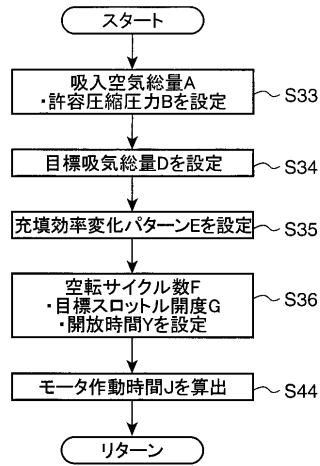 スタート
吸入空気総量A
・許容圧縮圧力Bを設定
S33
目標吸気総量Dを設定
S34
充填効率変化パターンEを設定
S35
空転サイクル数F
・目標スロットル開度G
・開放時間Yを設定
S36
モータ作動時間Jを算出
S44
リターン